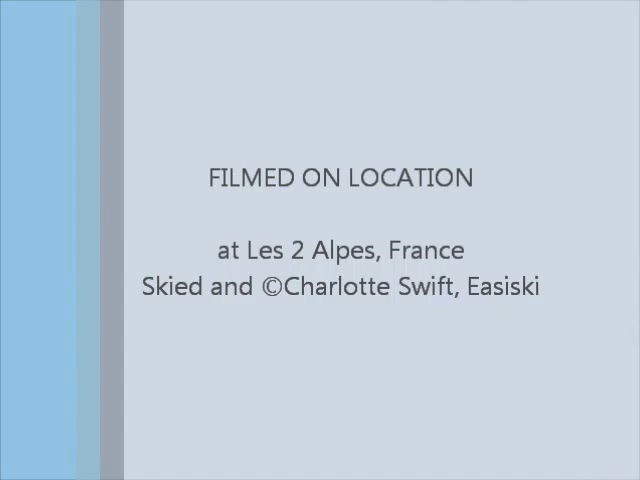 FILMED ON LOCATION
at Les 2 Alpes, France
Skied and ©Charlotte Swift, Easiski